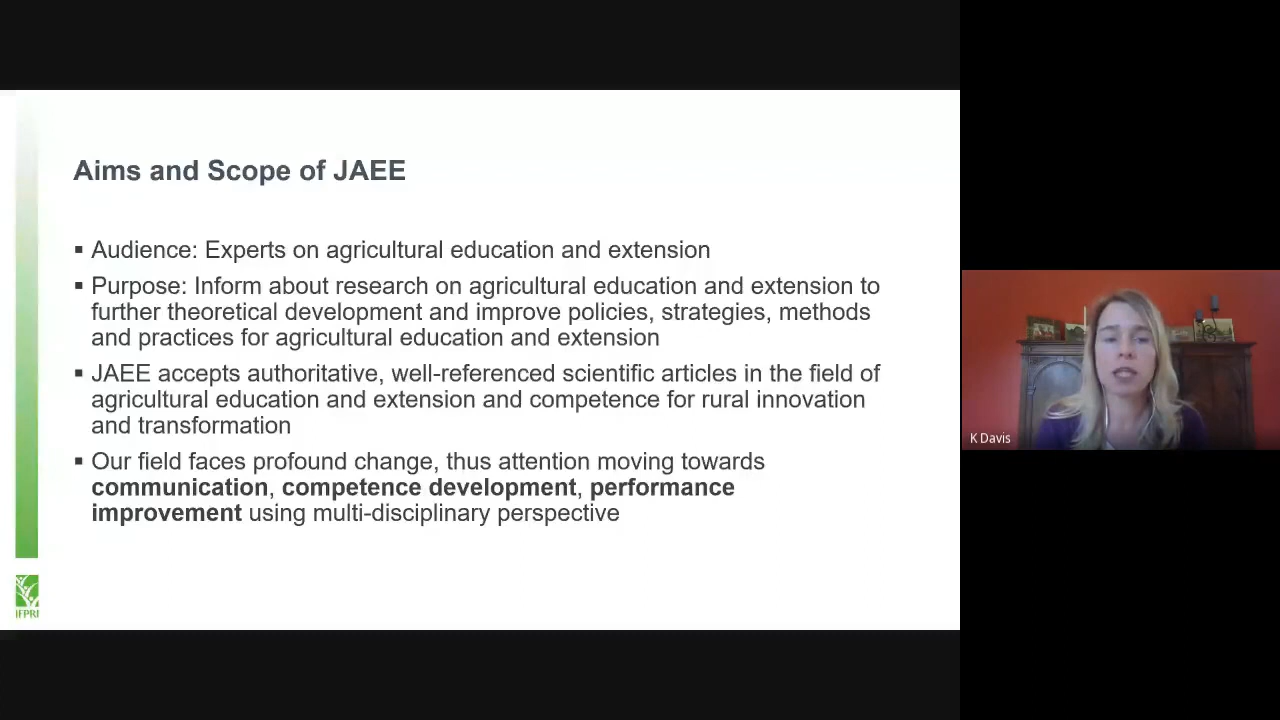 Aims and Scope of JAEE
▪ Audience: Experts on agricultural education and extension
▪ Purpose: Inform about research on agricultural education and extension to
further theoretical development and improve policies, strategies, methods
and practices for agricultural education and extension
▪ JAEE accepts authoritative, well-referenced scientific articles in the field of
agricultural education and extension and competence for rural innovation
and transformation
▪ Our field faces profound change, thus attention moving towards
communication, competence development, performance
improvement using multi-disciplinary perspective
IFPRI
K Davis